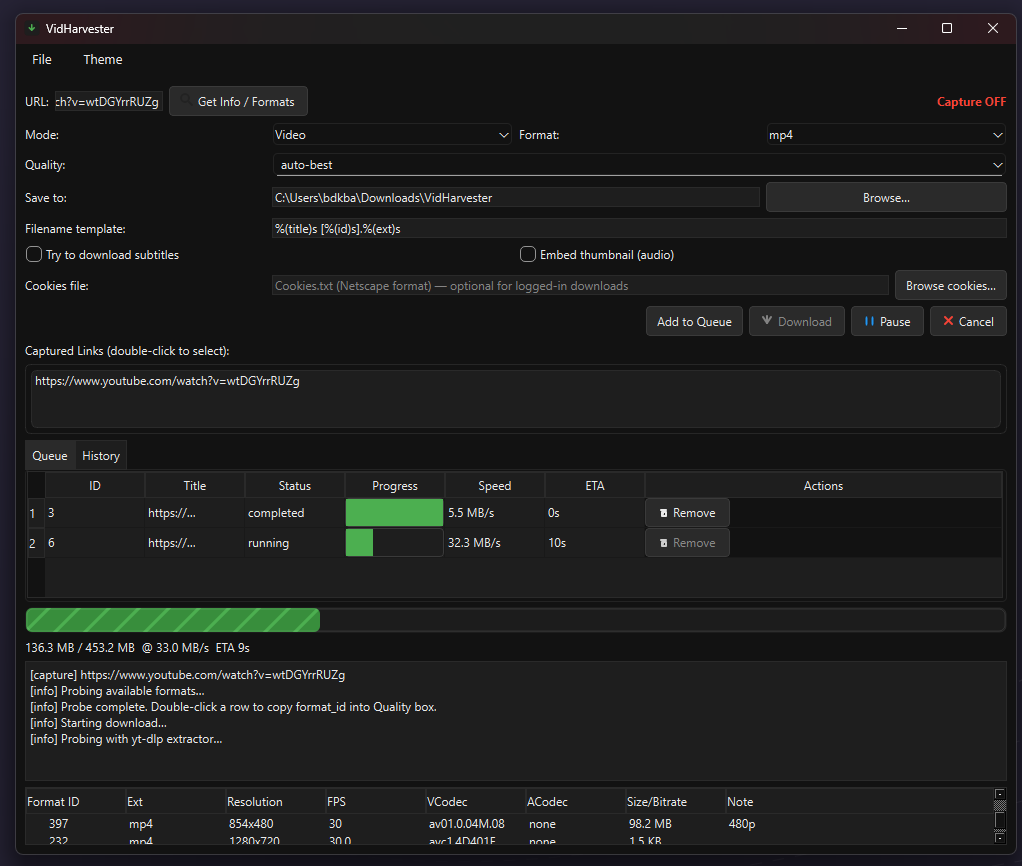 VidHarvester
File Theme
URL: ch?v=wtDGYrrRUZg Get Info / Formats Capture OFF
Mode: Video Format: mp4
Quality: auto-best
Save to: C:\Users\bdkba\Downloads\VidHarvester Browse...
Filename template: %(title)s [%(id)s].%(ext)s
Try to download subtitles Embed thumbnail (audio)
Cookies file: Cookies.txt (Netscape format) — optional for logged-in downloads Browse cookies...
Add to Queue Download Pause Cancel
Captured Links (double-click to select):
https://www.youtube.com/watch?v=wtDGYrrRUZg
Queue History
ID Title Status Progress Speed ETA Actions
1 3 https://... completed 5.5 MB/s 0s Remove
2 6 https://... running 32.3 MB/s 10s Remove
136.3 MB / 453.2 MB @ 33.0 MB/s ETA 9s
[capture] https://www.youtube.com/watch?v=wtDGYrrRUZg
[info] Probing available formats...
[info] Probe complete. Double-click a row to copy format_id into Quality box.
[info] Starting download...
[info] Probing with yt-dlp extractor...
Format ID Ext Resolution FPS VCodec ACodec Size/Bitrate Note
397 mp4 854x480 30 av01.0.04M.08 none 98.2 MB 480p
232 mp4 1280x720 30.0 avc1.4D401F none 1.5 KB